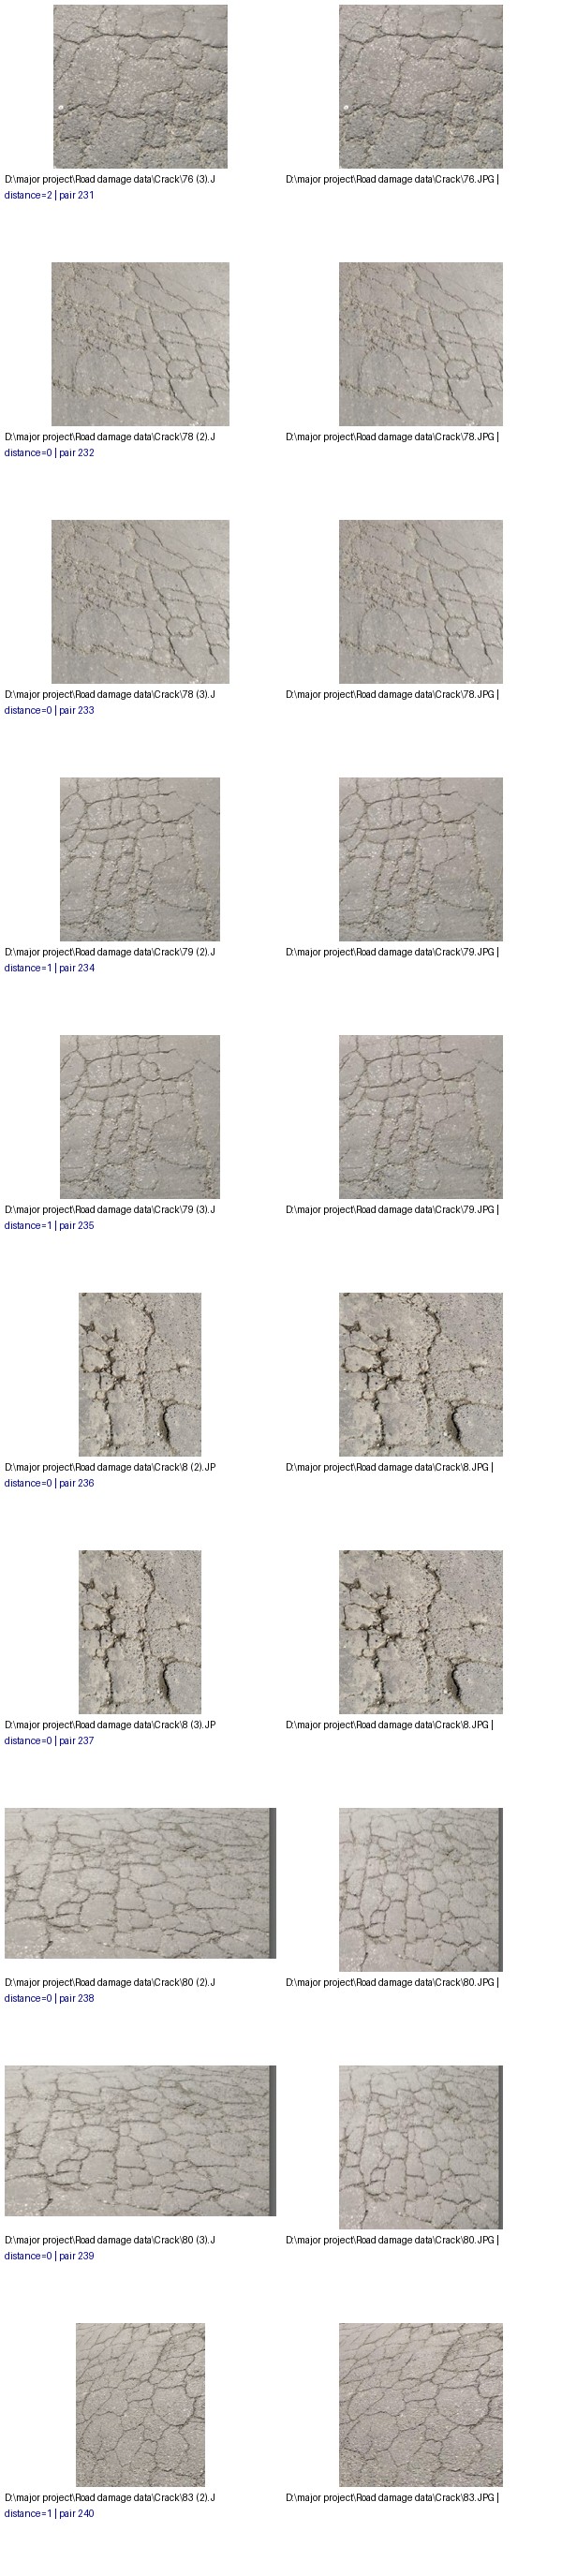 D:\major project\Road damage data\Crack\76 (3).J D:\major project\Road damage data\Crack\76.JPG |
distance=2 | pair 231
D:\major project\Road damage data\Crack\78 (2).J D:\major project\Road damage data\Crack\78.JPG |
distance=0 | pair 232
D:\major project\Road damage data\Crack\78 (3).J D:\major project\Road damage data\Crack\78.JPG |
distance=0 | pair 233
D:\major project\Road damage data\Crack\79 (2).J D:\major project\Road damage data\Crack\79.JPG |
distance=1 | pair 234
D:\major project\Road damage data\Crack\79 (3).J D:\major project\Road damage data\Crack\79.JPG |
distance=1 | pair 235
D:\major project\Road damage data\Crack\8 (2).JP D:\major project\Road damage data\Crack\8.JPG |
distance=0 | pair 236
D:\major project\Road damage data\Crack\8 (3).JP D:\major project\Road damage data\Crack\8.JPG |
distance=0 | pair 237
D:\major project\Road damage data\Crack\80 (2).J D:\major project\Road damage data\Crack\80.JPG |
distance=0 | pair 238
D:\major project\Road damage data\Crack\80 (3).J D:\major project\Road damage data\Crack\80.JPG |
distance=0 | pair 239
D:\major project\Road damage data\Crack\83 (2).J D:\major project\Road damage data\Crack\83.JPG |
distance=1 | pair 240